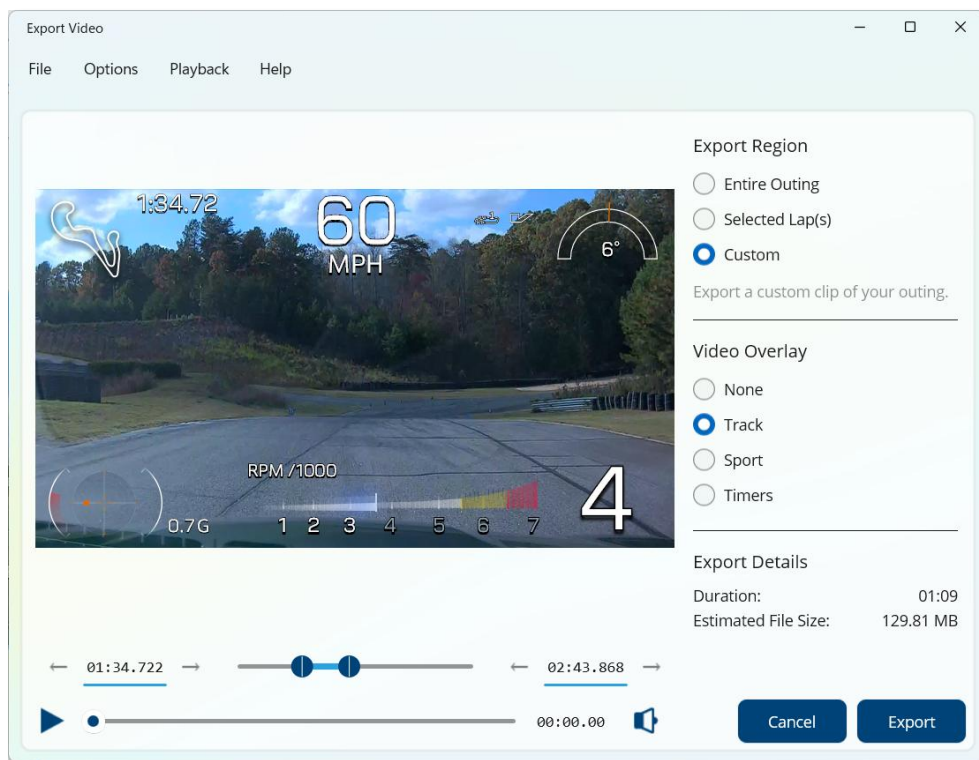 Export Video
File Options Playback Help
1:34.72
60
MPH
6°
RPM /1000
0.7G
1 2 3 4 5 6 7
4
01:34.722
02:43.868
00:00.00
Export Region
Entire Outing
Selected Lap(s)
Custom
Export a custom clip of your outing.
Video Overlay
None
Track
Sport
Timers
Export Details
Duration: 01:09
Estimated File Size: 129.81 MB
Cancel Export